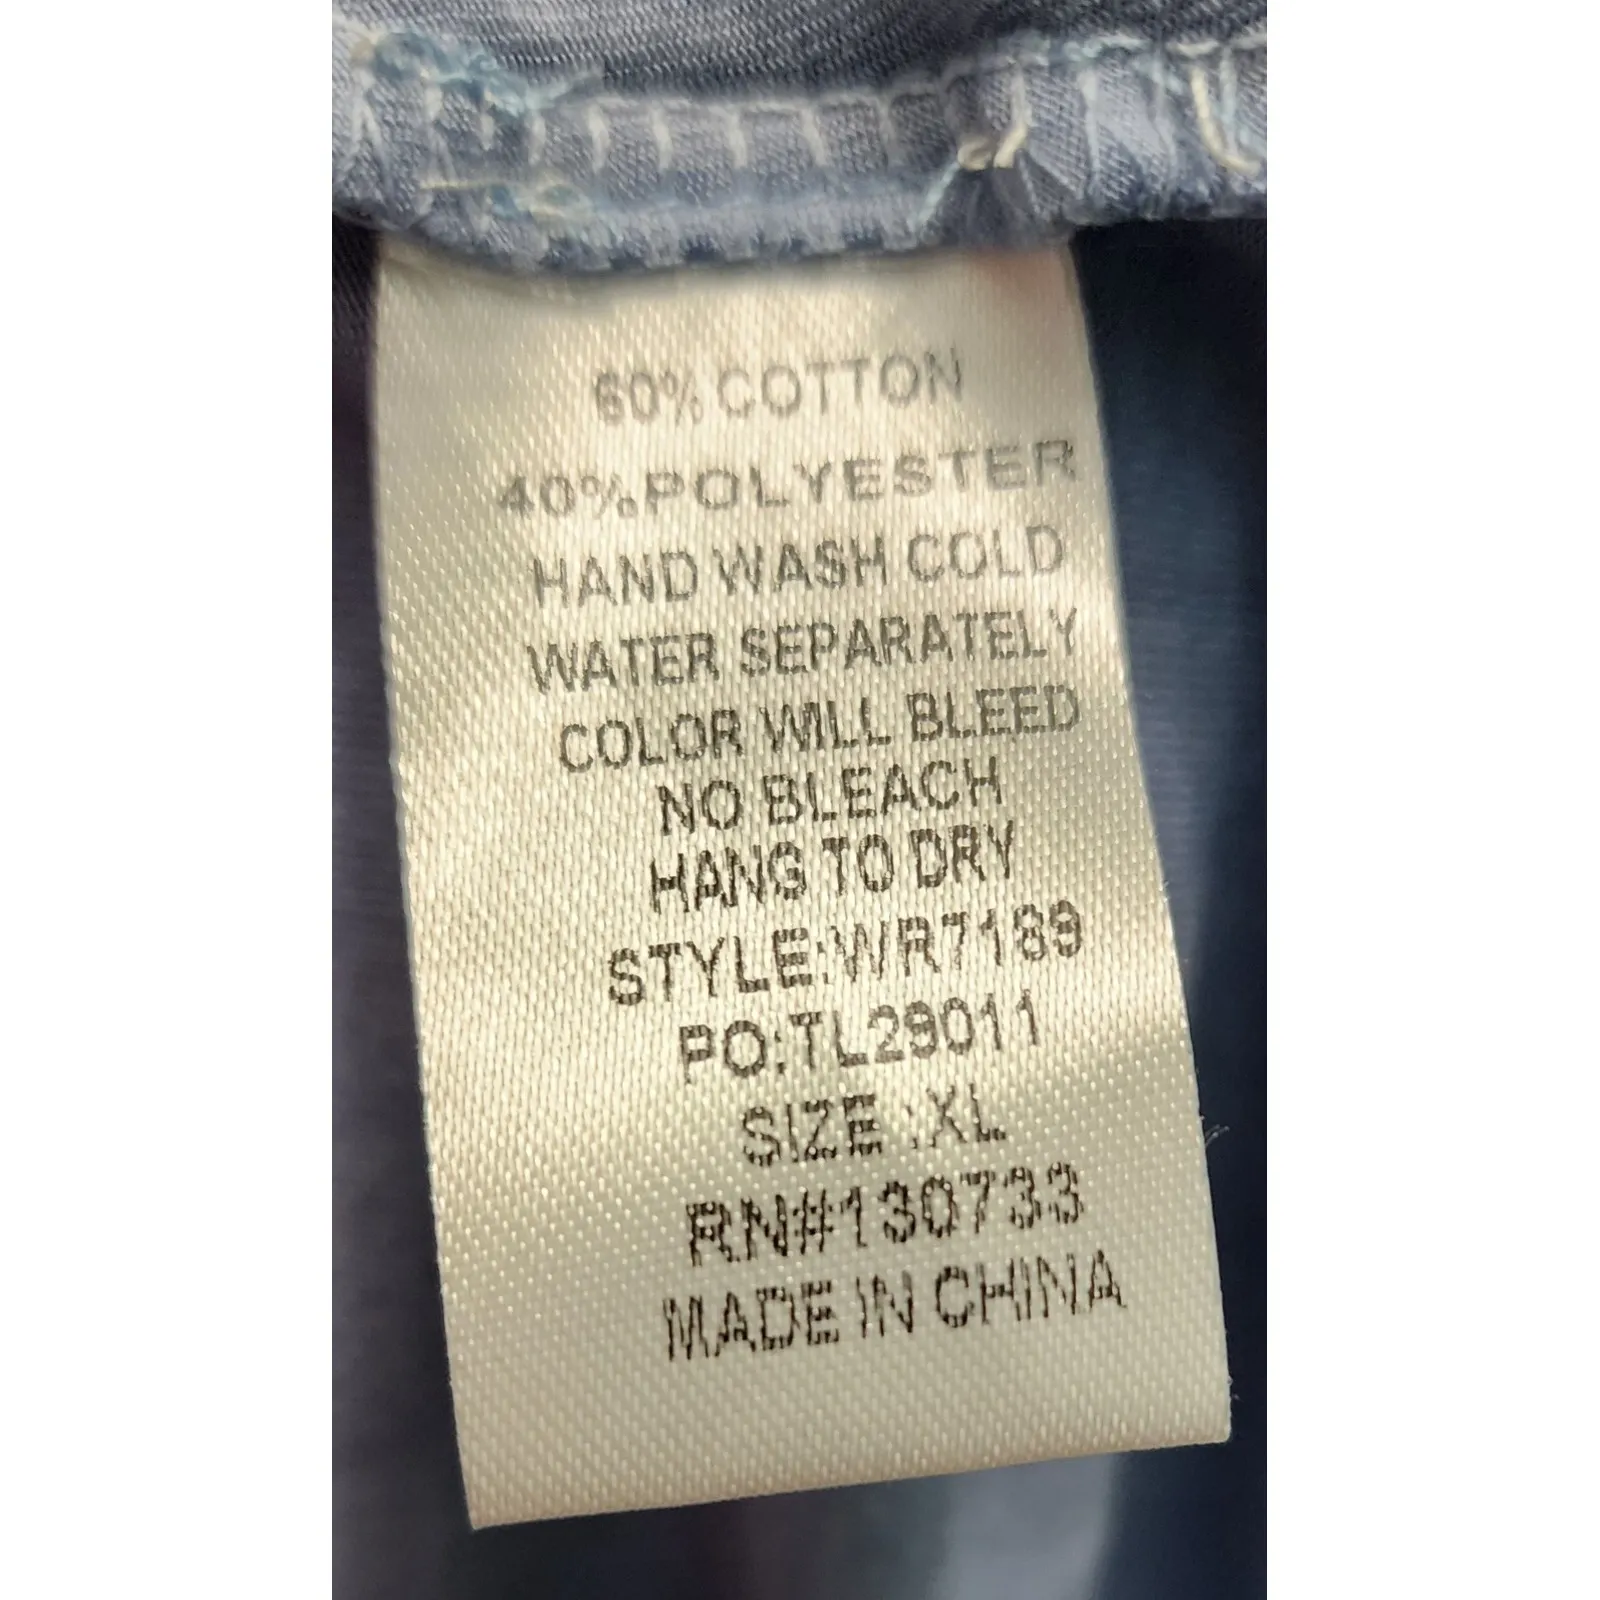 60% COTTON
40%POLYESTER
HAND WASH COLD
WATER SEPARATELY
COLOR WILL BLEED
NO BLEACH
HANG TO DRY
STYLE:WR7189
PO:TL29011
SIZE :XL
RN#130733
MADE IN CHINA